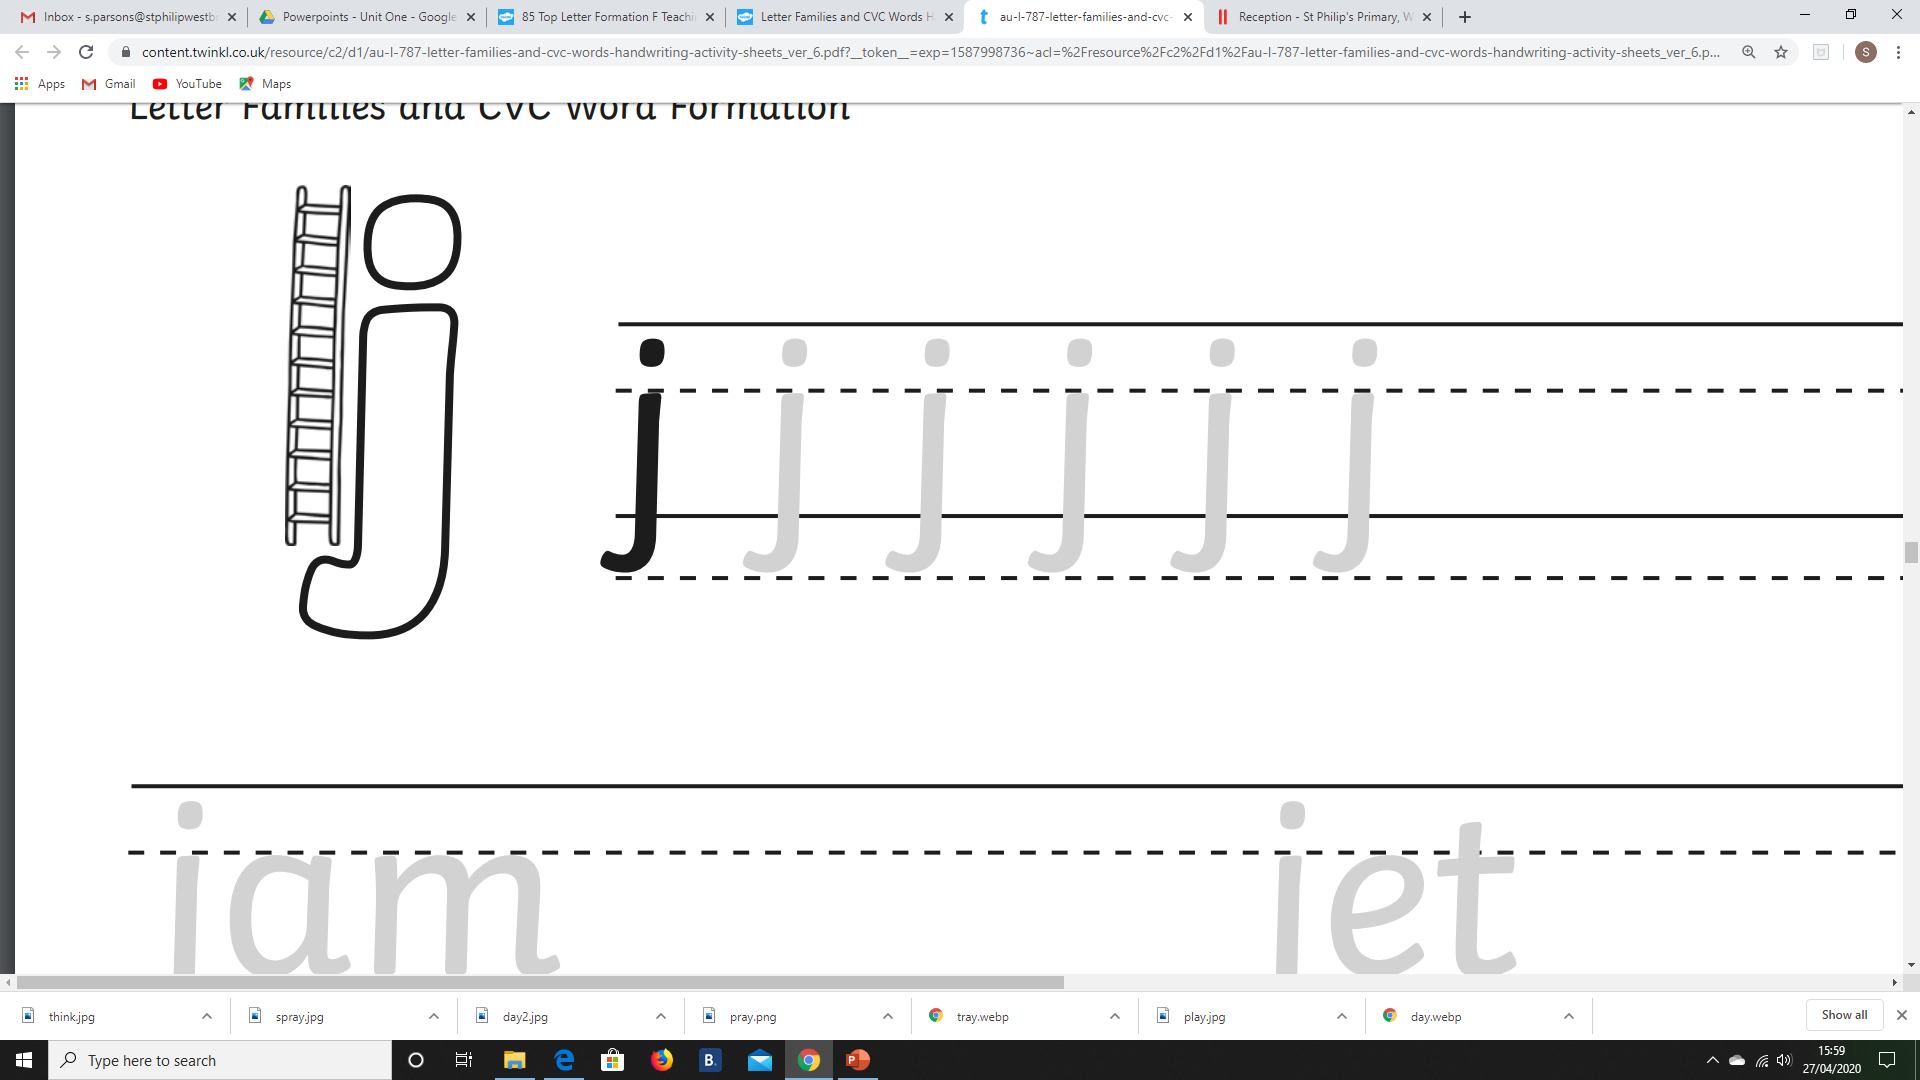 Inbox - s.parsons@stphilipwestbr
Powerpoints - Unit One - Google
85 Top Letter Formation F Teachi
Letter Families and CVC Words H
au-l-787-letter-families-and-cvc-
Reception - St Philip's Primary, W
content.twinkl.co.uk/resource/c2/d1/au-l-787-letter-families-and-cvc-words-handwriting-activity-sheets_ver_6.pdf?__token__=exp=1587998736~acl=%2Fresource%2Fc2%2Fd1%2Fau-l-787-letter-families-and-cvc-words-handwriting-activity-sheets_ver_6.p...
S
Apps Gmail YouTube Maps
Letter Families and CVC Word Formation
j
j j j j j j
jam jet
think.jpg spray.jpg day2.jpg pray.png tray.webp play.jpg day.webp Show all
Type here to search
B.
15:59
27/04/2020